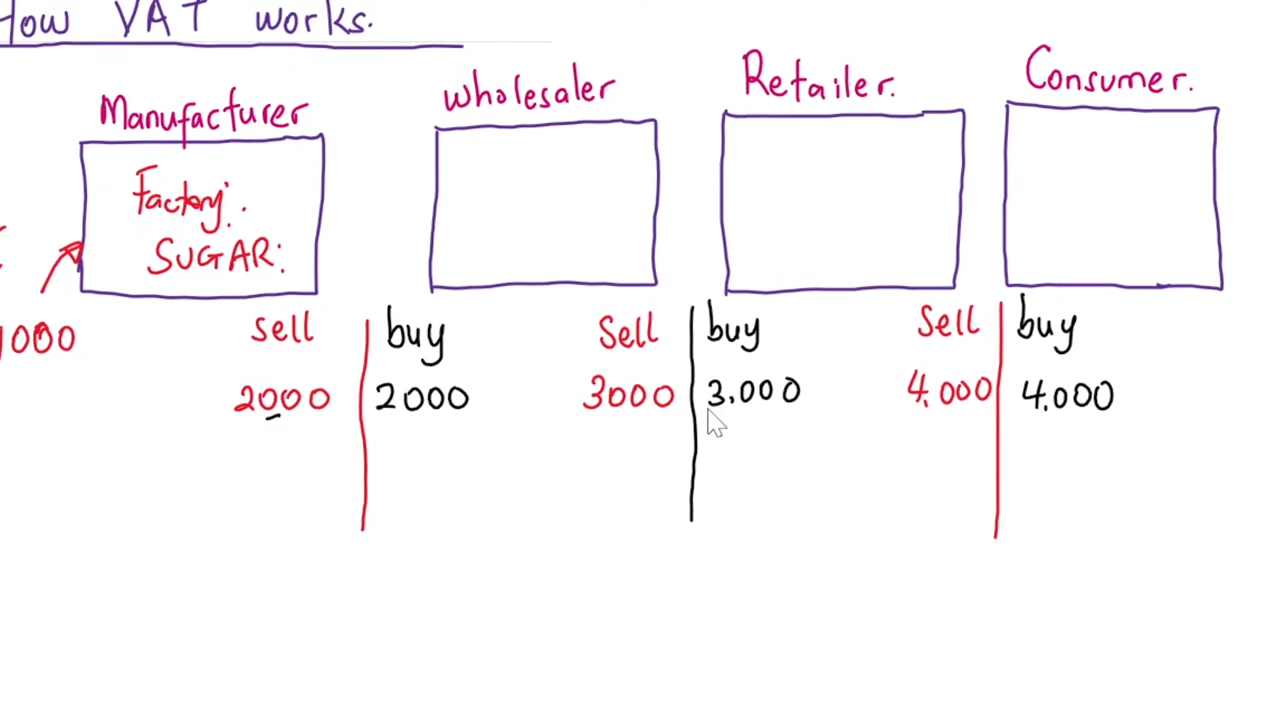 How VAT works.
Manufacturer
wholesaler
Retailer.
Consumer.
Factory.
SUGAR:
1000
sell
buy
Sell
buy
Sell
buy
2000
2000
3000
3.000
4.000
4.000